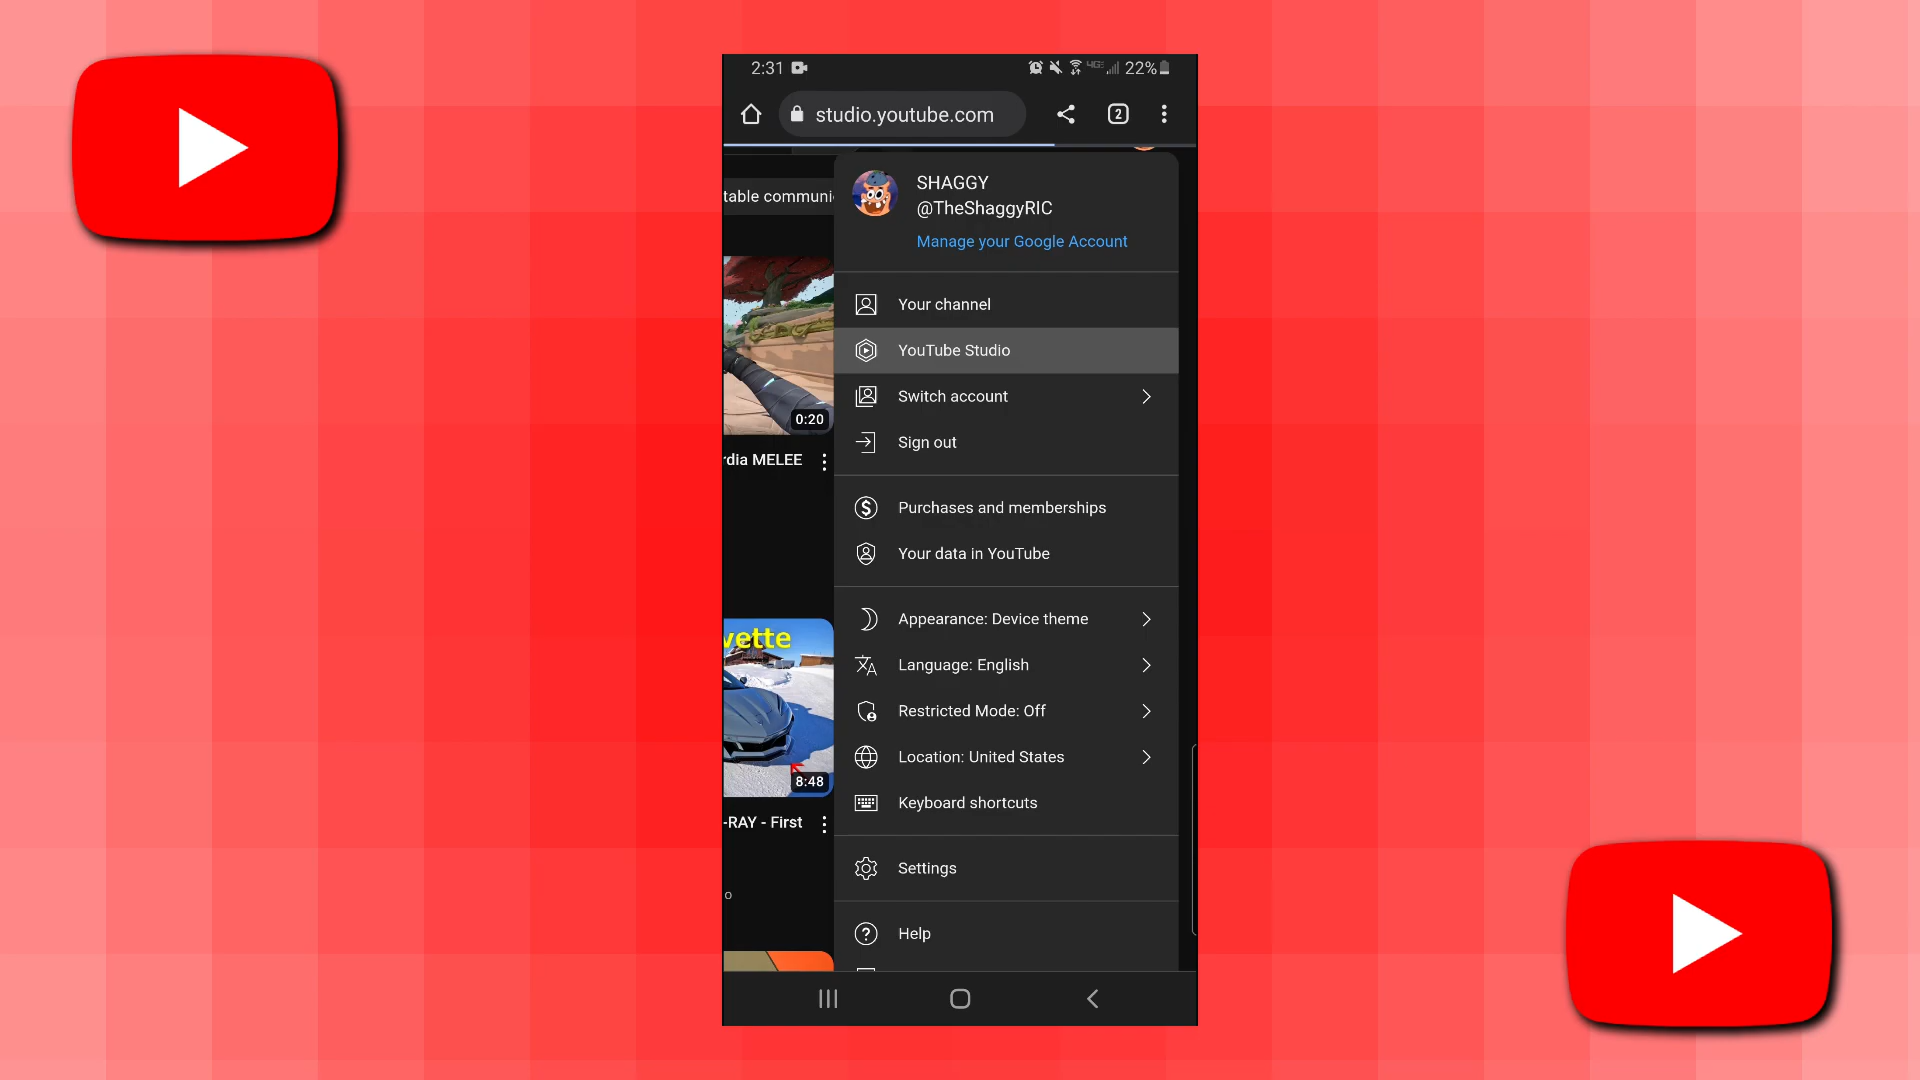 2:31
22%
studio.youtube.com
2
table communi
SHAGGY
@TheShaggyRIC
Manage your Google Account
Your channel
YouTube Studio
Switch account
Sign out
0:20
rdia MELEE
Purchases and memberships
Your data in YouTube
Appearance: Device theme
Language: English
Restricted Mode: Off
Location: United States
Keyboard shortcuts
vette
8:48
-RAY - First
o
Settings
Help